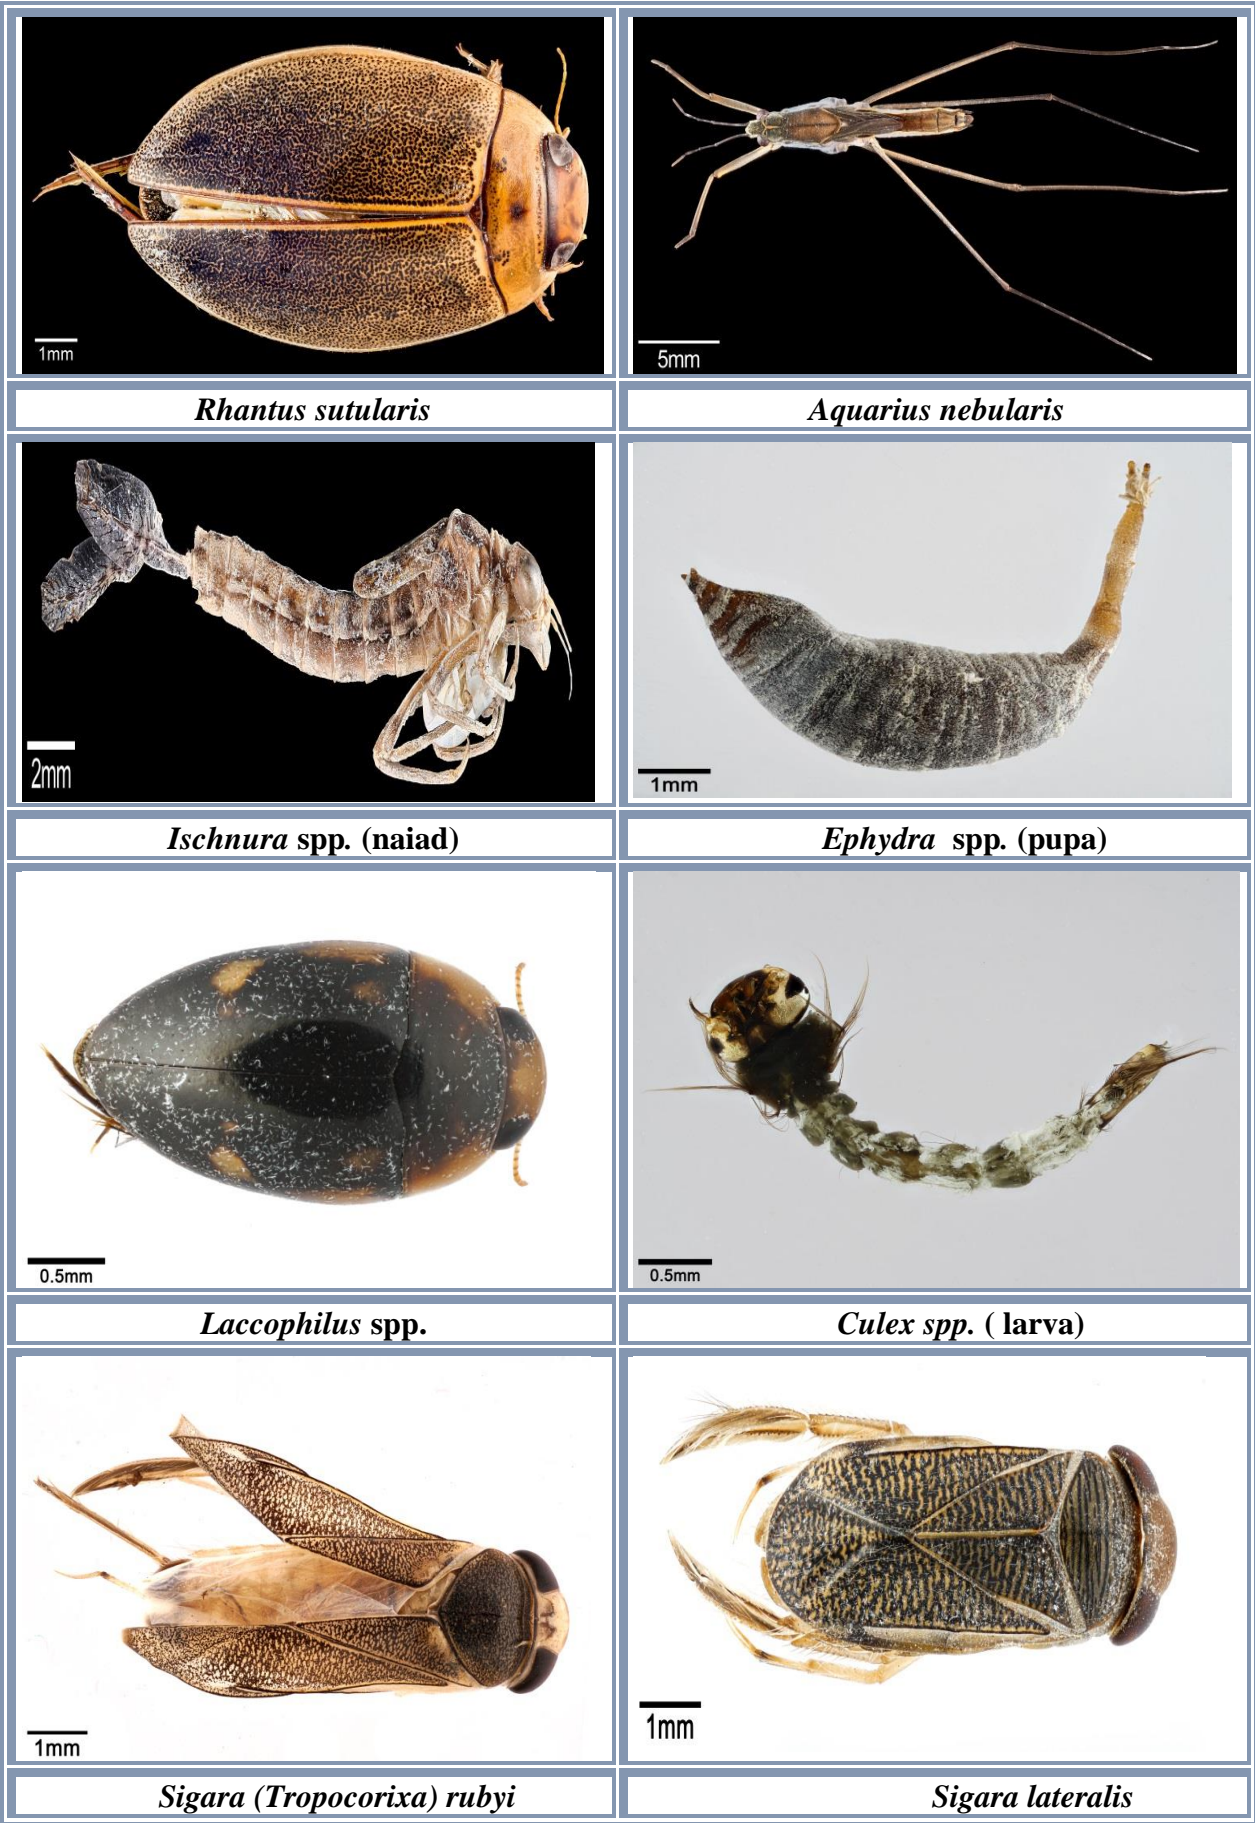 1mm
5mm
Rhantus sutularis
Aquarius nebularis
2mm
1mm
Ischnura spp. (naiad)
Ephydra spp. (pupa)
0.5mm
0.5mm
Laccophilus spp.
Culex spp. ( larva)
1mm
1mm
Sigara (Tropocorixa) rubyi
Sigara lateralis